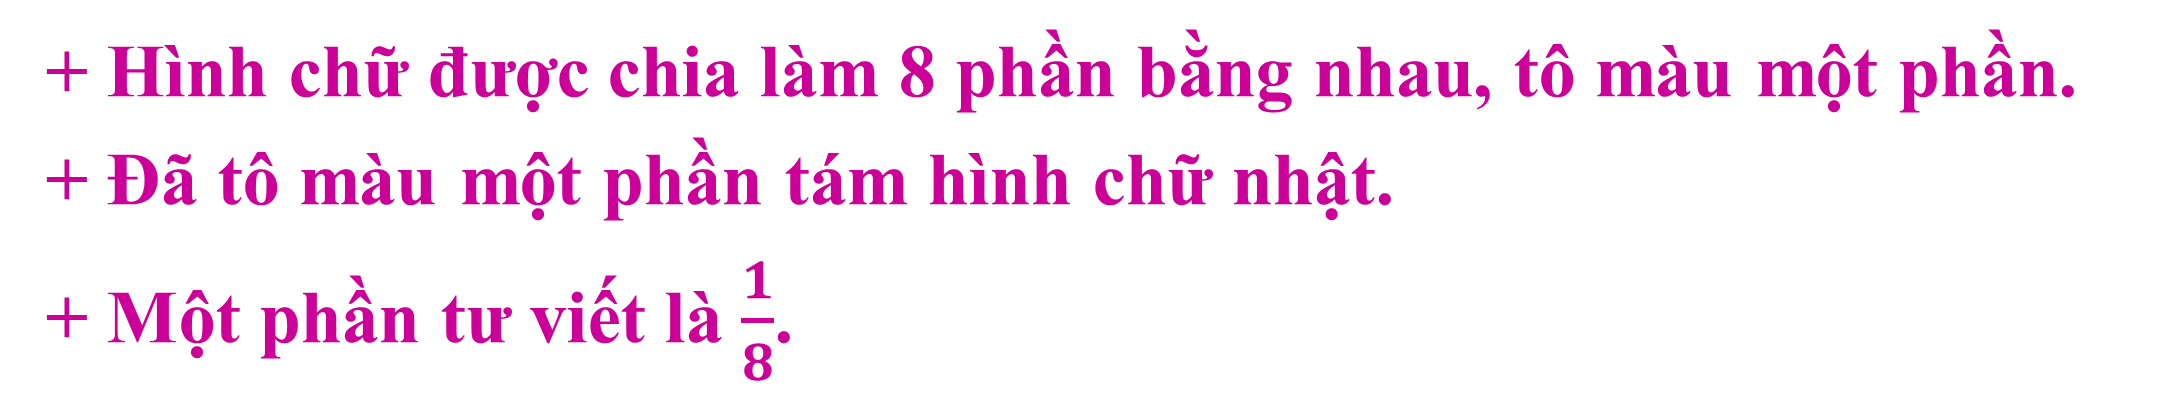 + Hình chữ được chia làm 8 phần bằng nhau, tô màu một phần.
+ Đã tô màu một phần tám hình chữ nhật.
+ Một phần tư viết là 1/8.